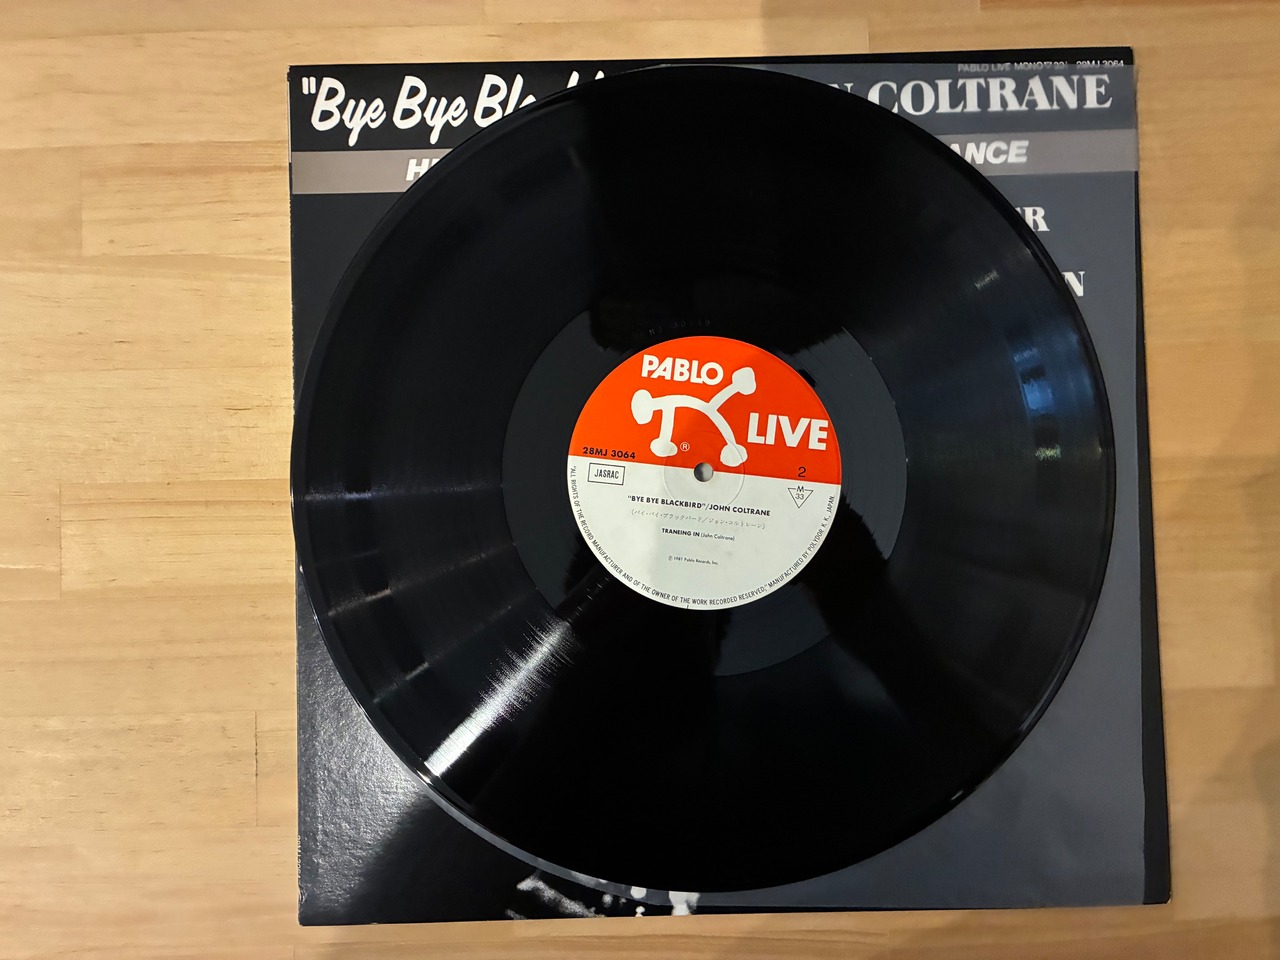 PABLO LIVE MONO ▽33⅓ 28MJ 3064
"Bye Bye COLTRANE
PABLO
LIVE
®
28MJ 3064
JASRAC
2
M
33
"BYE BYE BLACKBIRD"/JOHN COLTRANE
(バイ・バイ・ブラックバード/ジョン・コルトレーン)
TRANEING IN (John Coltrane)
Ⓟ 1981 Pablo Records, Inc.
"ALL RIGHTS OF THE RECORD MANUFACTURER AND OF THE OWNER OF THE WORK RECORDED RESERVED," MANUFACTURED BY POLYDOR K. K., JAPAN